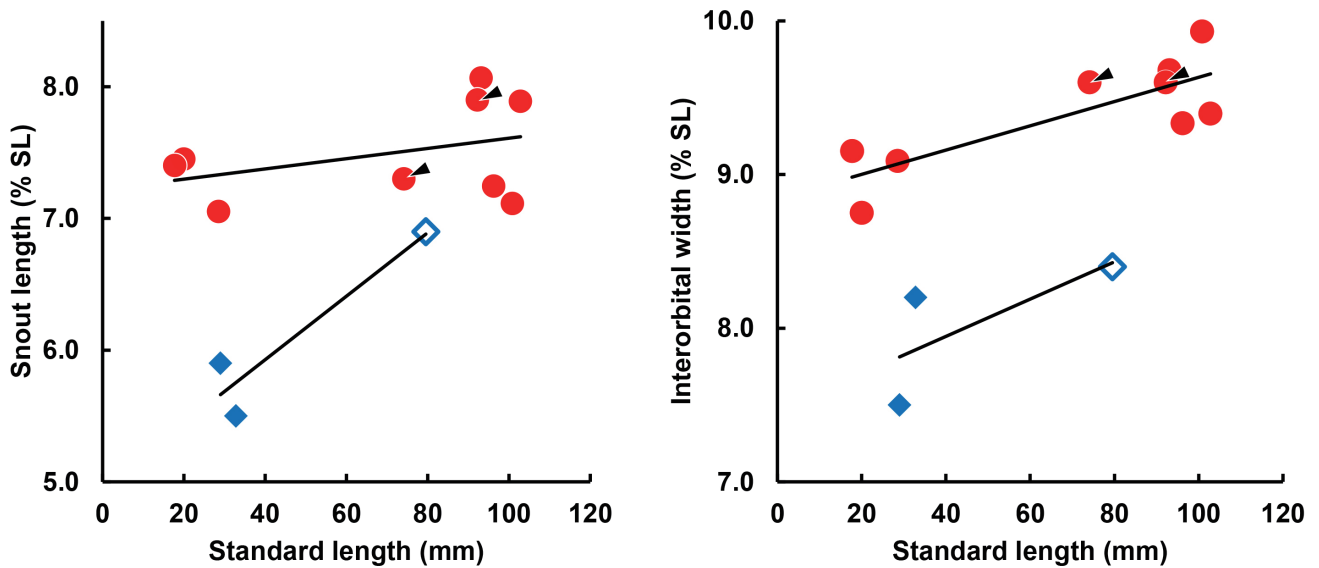 Snout length (% SL)
8.0
7.0
6.0
5.0
0 20 40 60 80 100 120
Standard length (mm)
Interorbital width (% SL)
10.0
9.0
8.0
7.0
0 20 40 60 80 100 120
Standard length (mm)